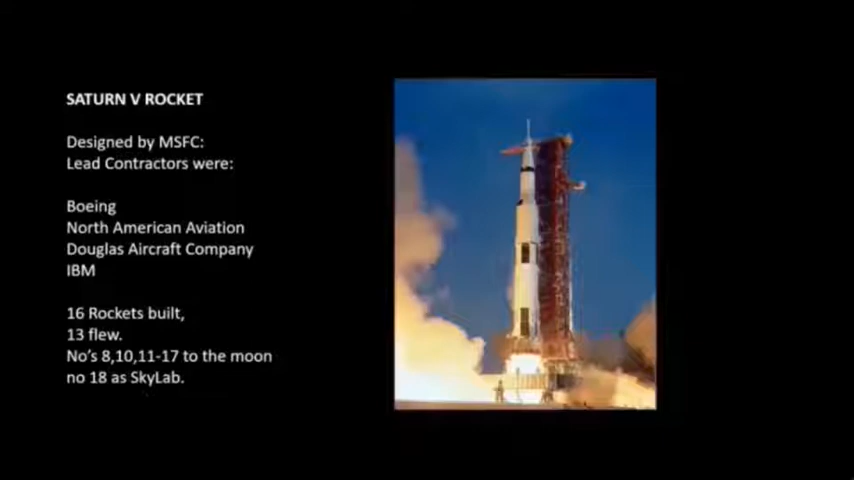 SATURN V ROCKET
Designed by MSFC:
Lead Contractors were:
Boeing
North American Aviation
Douglas Aircraft Company
IBM
16 Rockets built,
13 flew.
No's 8,10,11-17 to the moon
no 18 as SkyLab.